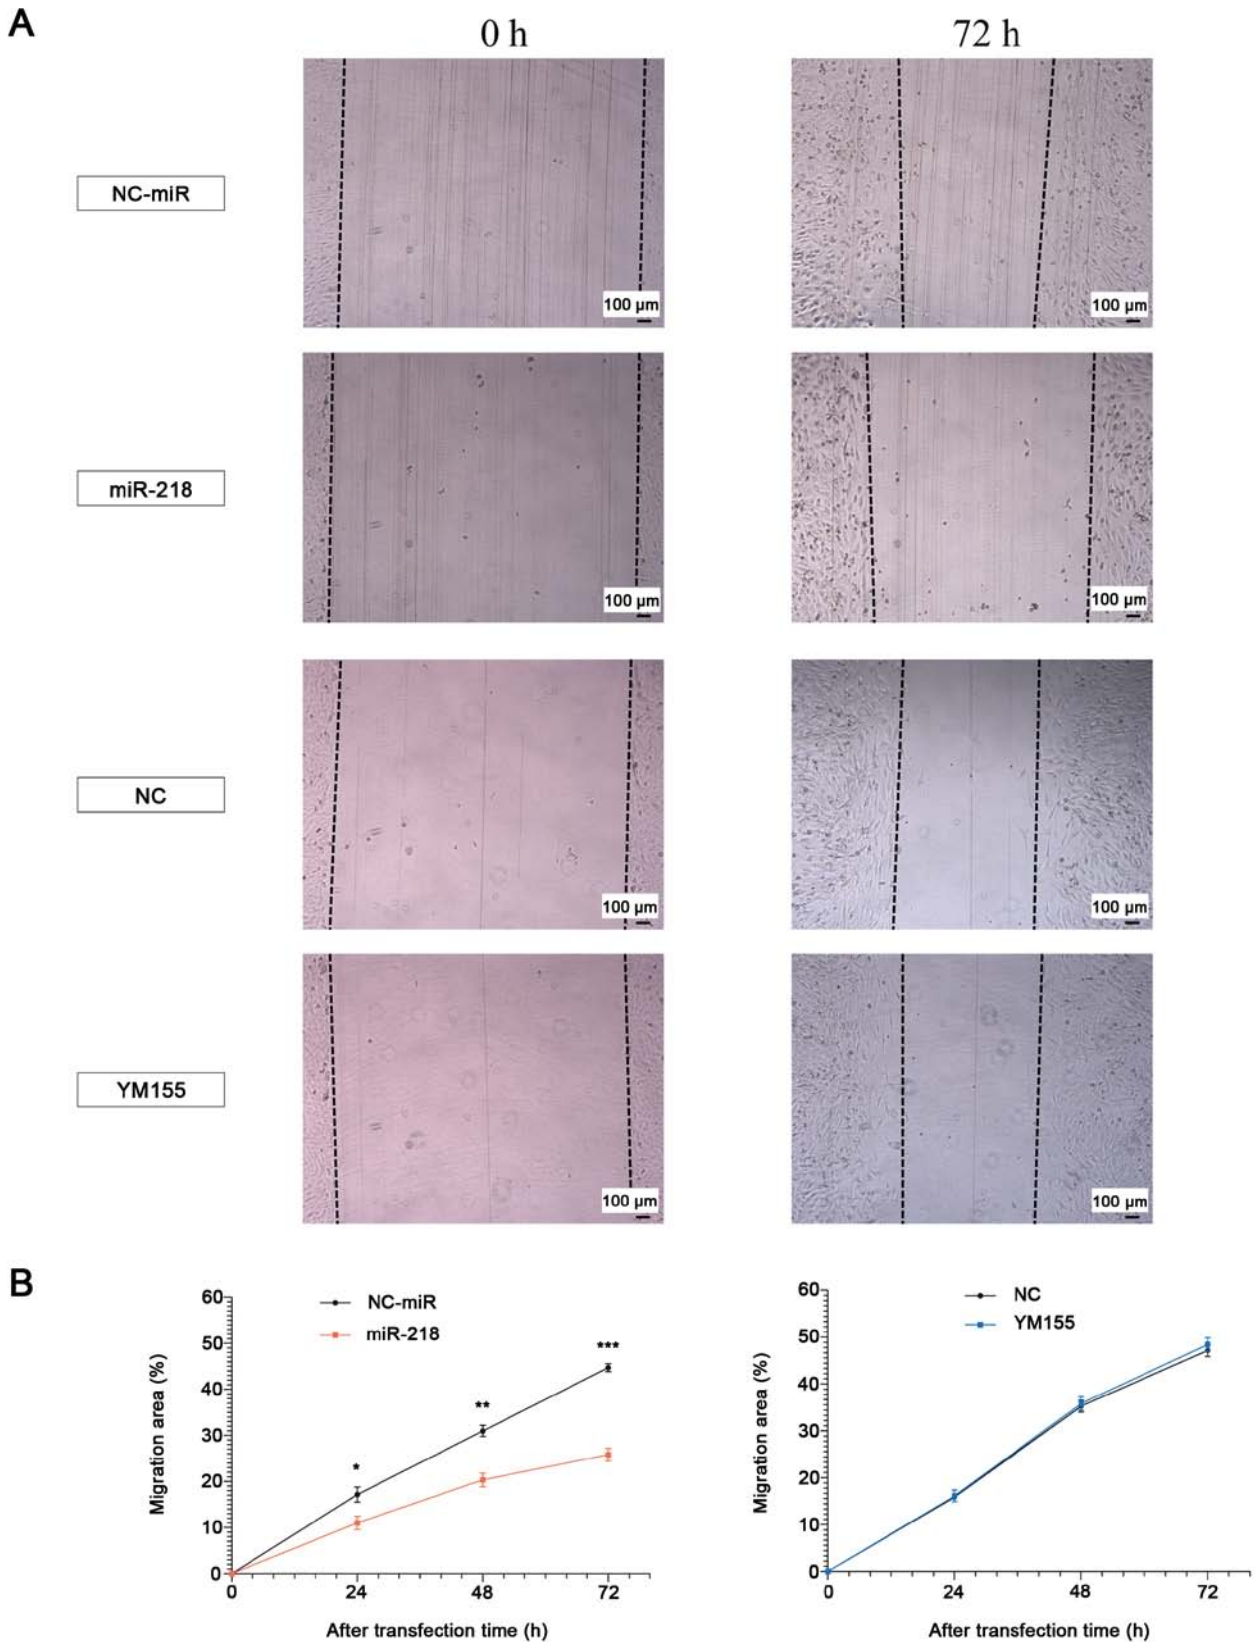 A
0 h
72 h
NC-miR
100 µm
100 µm
miR-218
100 µm
100 µm
NC
100 µm
100 µm
YM155
100 µm
100 µm
B
NC-miR
miR-218
60
50
40
30
20
10
0
*
**
***
0
24
48
72
Migration area (%)
After transfection time (h)
NC
YM155
60
50
40
30
20
10
0
0
24
48
72
Migration area (%)
After transfection time (h)